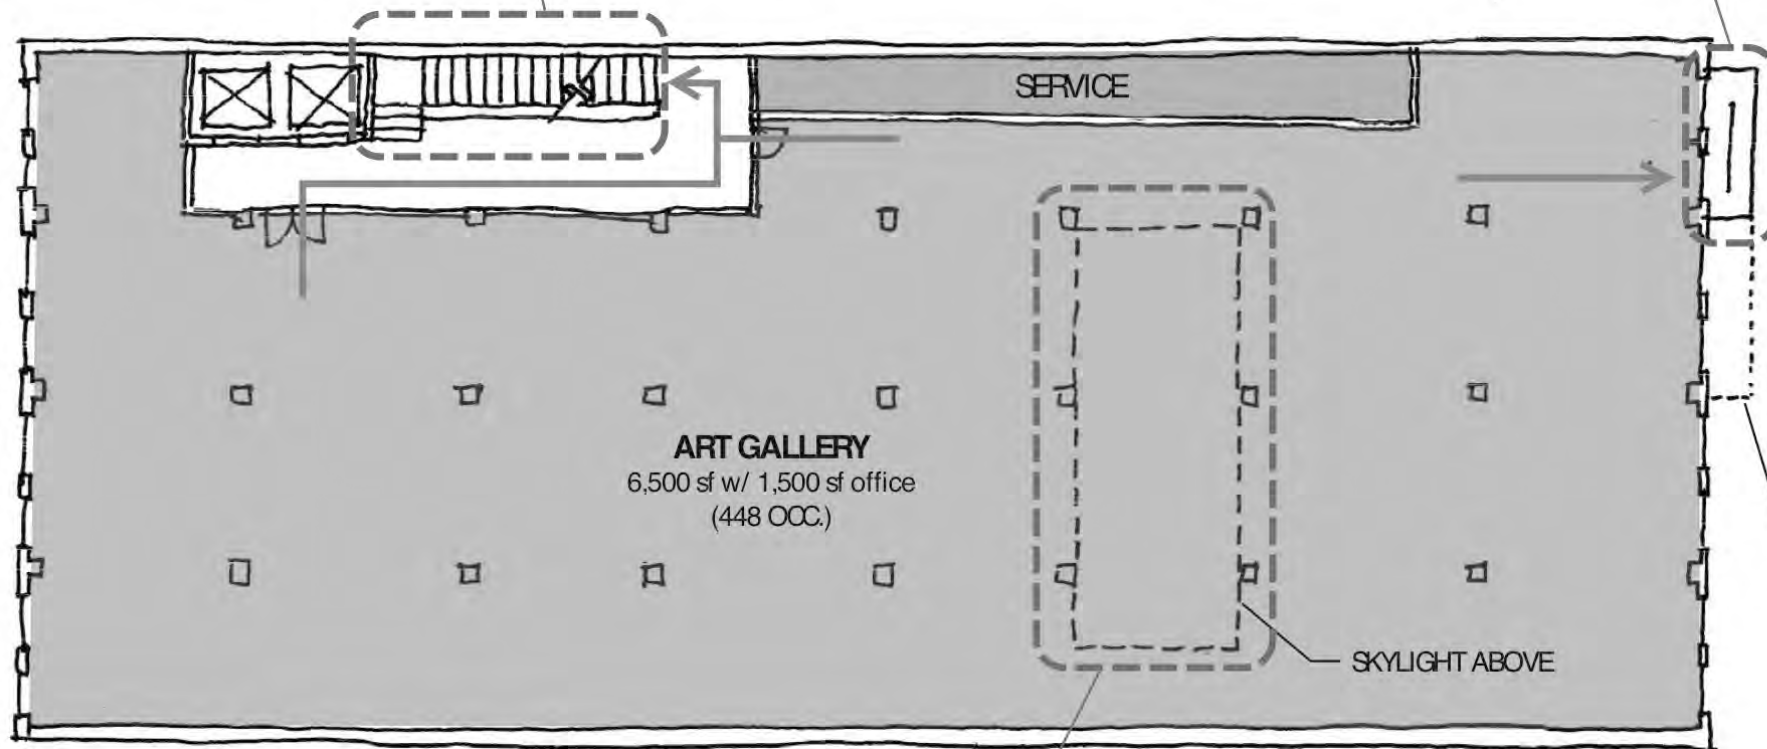 SERVICE
ART GALLERY
6,500 sf w/ 1,500 sf office
(448 OCC.)
SKYLIGHT ABOVE